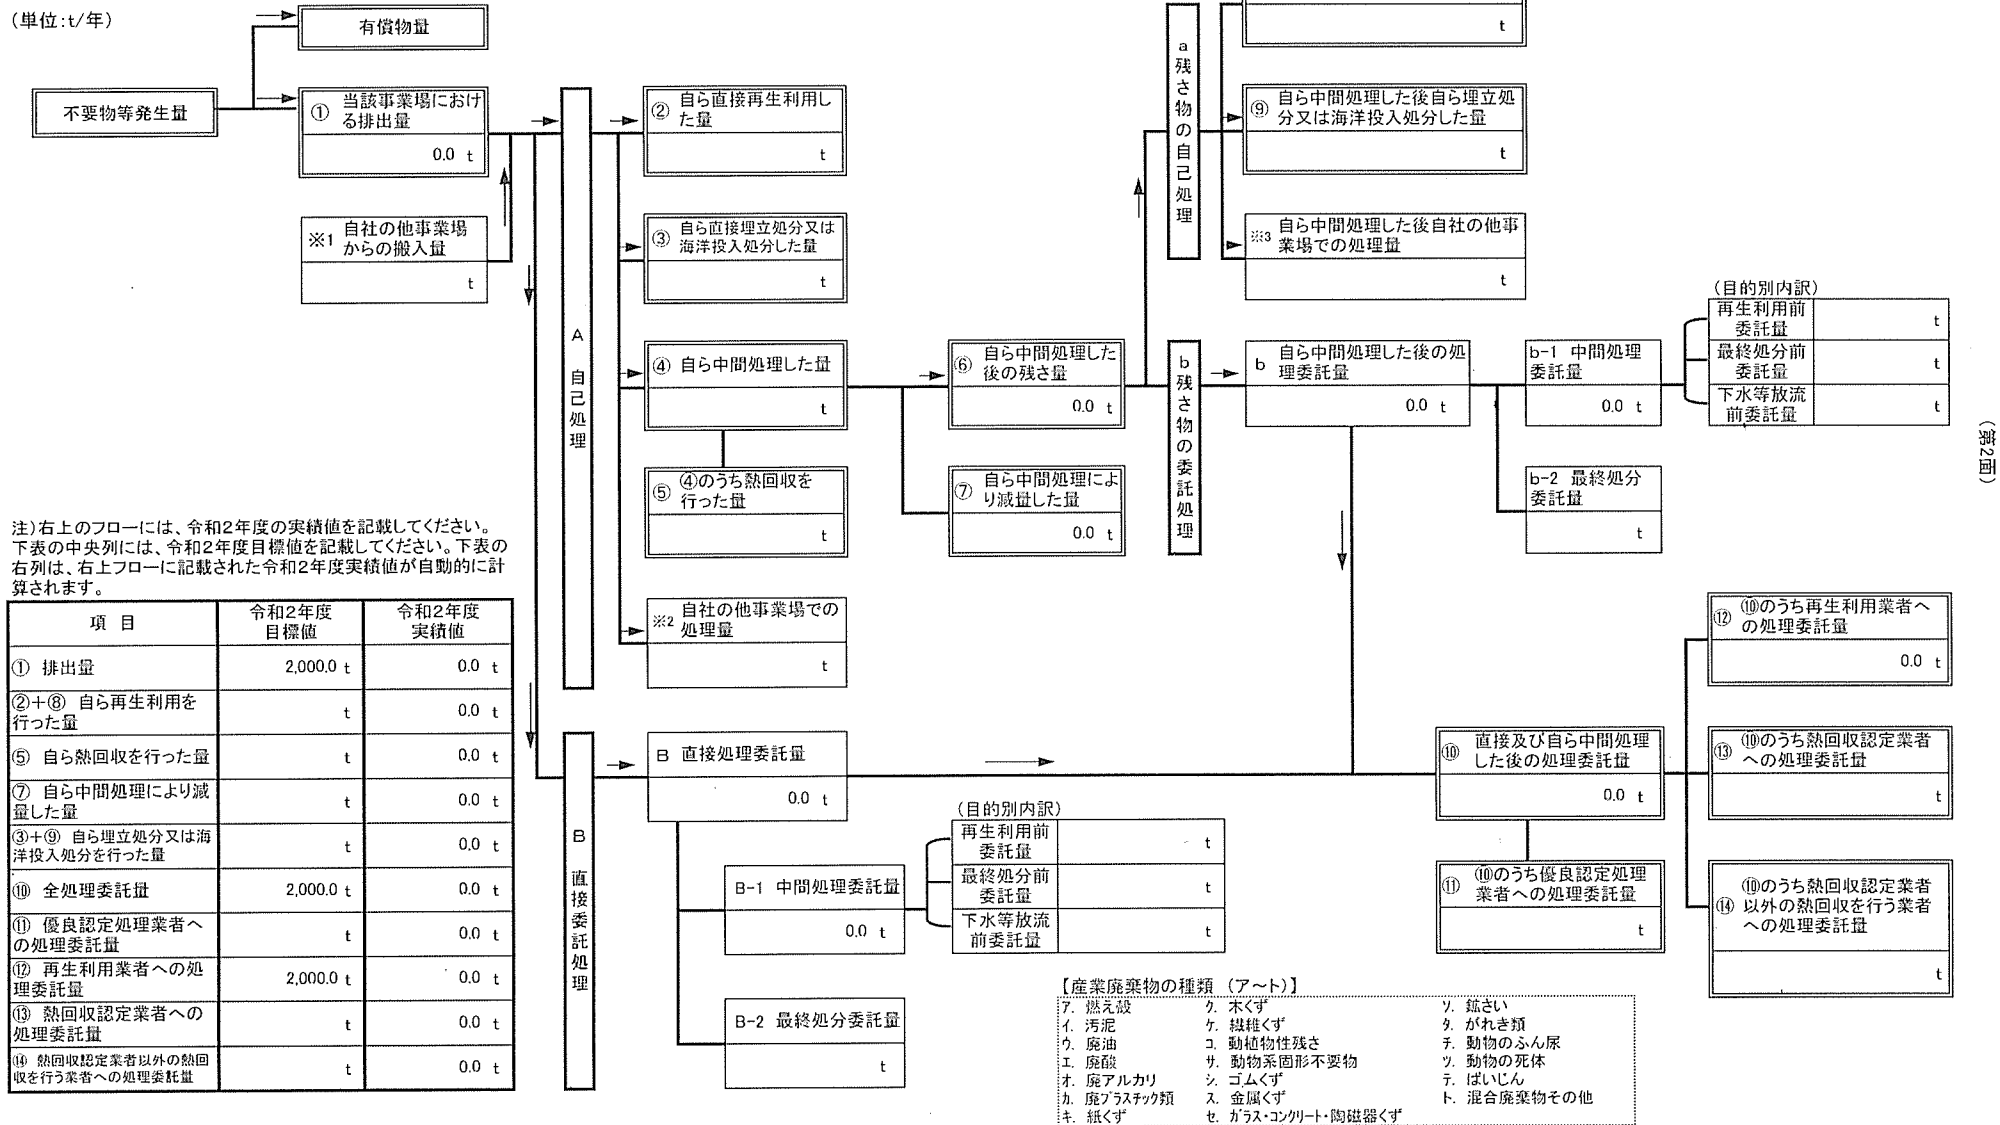 (単位:t/年)
有償物量
不要物等発生量
① 当該事業場におけ
る排出量
0.0 t
※1 自社の他事業場
からの搬入量
t
A 自己処理
② 自ら直接再生利用し
た量
t
③ 自ら直接埋立処分又は
海洋投入処分した量
t
④ 自ら中間処理した量
t
⑤ ④のうち熱回収を
行った量
t
※2 自社の他事業場での
処理量
t
⑥ 自ら中間処理した
後の残さ量
0.0 t
⑦ 自ら中間処理によ
り減量した量
0.0 t
a 残さ物の自己処理
t
⑨ 自ら中間処理した後自ら埋立処
分又は海洋投入処分した量
t
※3 自ら中間処理した後自社の他事
業場での処理量
t
b 残さ物の委託処理
b 自ら中間処理した後の処
理委託量
0.0 t
b-1 中間処理
委託量
0.0 t
b-2 最終処分
委託量
t
(目的別内訳)
再生利用前
委託量
t
最終処分前
委託量
t
下水等放流
前委託量
t
(第2面)
注)右上のフローには、令和2年度の実績値を記載してください。
下表の中央列には、令和2年度目標値を記載してください。下表の
右列は、右上フローに記載された令和2年度実績値が自動的に計
算されます。
項 目
令和2年度
目標値
令和2年度
実績値
① 排出量 2,000.0 t 0.0 t
②+⑧ 自ら再生利用を
行った量 t 0.0 t
⑤ 自ら熱回収を行った量 t 0.0 t
⑦ 自ら中間処理により減
量した量 t 0.0 t
③+⑨ 自ら埋立処分又は海
洋投入処分を行った量 t 0.0 t
⑩ 全処理委託量 2,000.0 t 0.0 t
⑪ 優良認定処理業者へ
の処理委託量 t 0.0 t
⑫ 再生利用業者への処
理委託量 2,000.0 t 0.0 t
⑬ 熱回収認定業者への
処理委託量 t 0.0 t
⑭ 熱回収認定業者以外の熱回
収を行う業者への処理委託量 t 0.0 t
B 直接委託処理
B 直接処理委託量
0.0 t
B-1 中間処理委託量
0.0 t
B-2 最終処分委託量
t
(目的別内訳)
再生利用前
委託量
t
最終処分前
委託量
t
下水等放流
前委託量
t
⑩ 直接及び自ら中間処理
した後の処理委託量
0.0 t
⑪ ⑩のうち優良認定処理
業者への処理委託量
t
⑫ ⑩のうち再生利用業者へ
の処理委託量
0.0 t
⑬ ⑩のうち熱回収認定業者
への処理委託量
t
⑭ ⑩のうち熱回収認定業者
以外の熱回収を行う業者
への処理委託量
t
【産業廃棄物の種類 (ア〜ト)】
ア. 燃え殻
イ. 汚泥
ウ. 廃油
エ. 廃酸
オ. 廃アルカリ
カ. 廃プラスチック類
キ. 紙くず
ク. 木くず
ケ. 繊維くず
コ. 動植物性残さ
サ. 動物系固形不要物
シ. ゴムくず
ス. 金属くず
セ. ガラス・コンクリート・陶磁器くず
ソ. 鉱さい
タ. がれき類
チ. 動物のふん尿
ツ. 動物の死体
テ. ばいじん
ト. 混合廃棄物その他